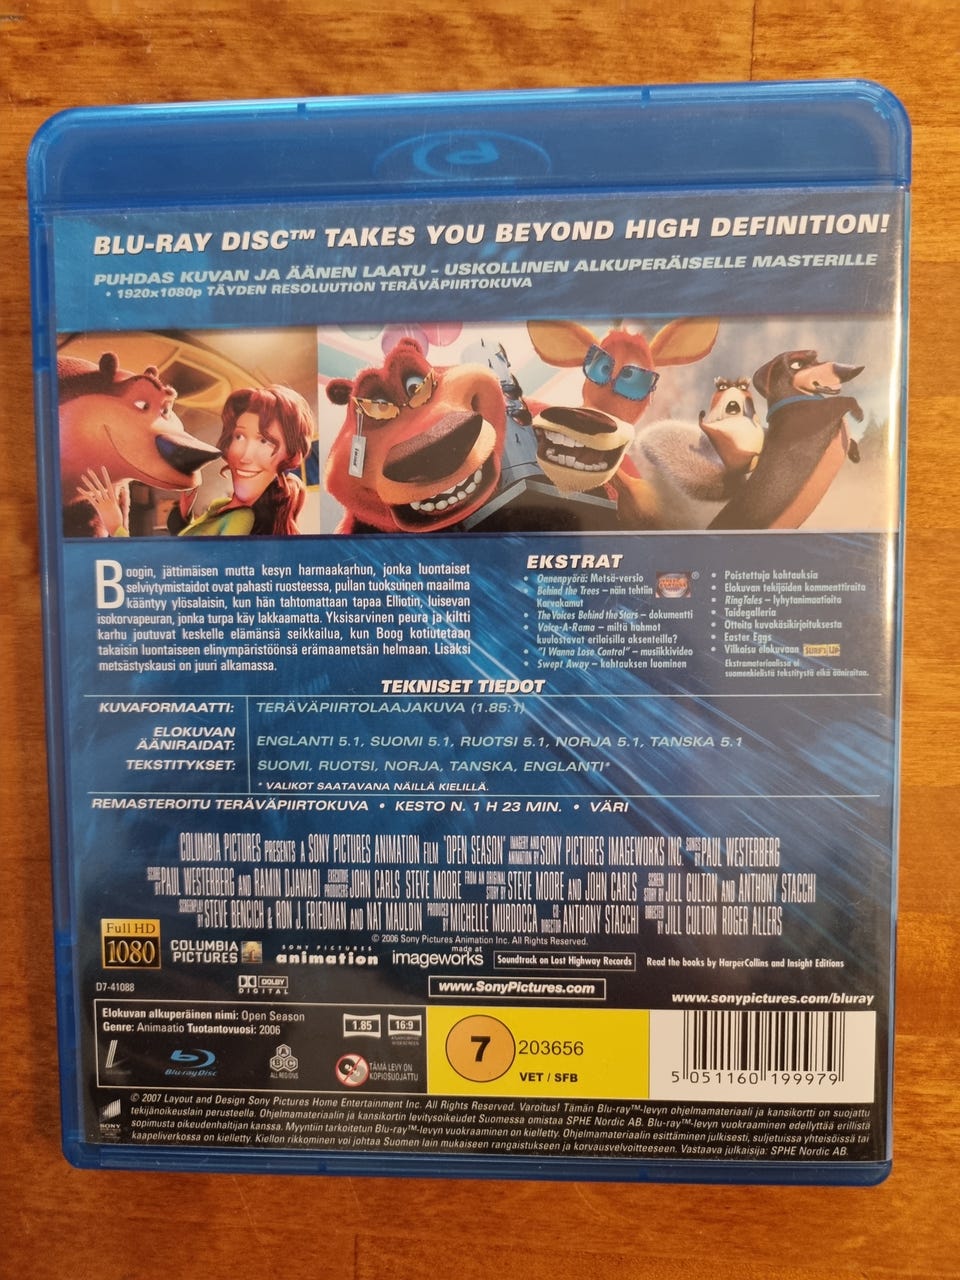 BLU-RAY DISC™ TAKES YOU BEYOND HIGH DEFINITION!
PUHDAS KUVAN JA ÄÄNEN LAATU - USKOLLINEN ALKUPERÄISELLE MASTERILLE
• 1920x1080p TÄYDEN RESOLUUTION TERÄVÄPIIRTOKUVA
Boogin, jättimäisen mutta kesyn harmaakarhun, jonka luontaiset
selviytymistaidot ovat pahasti ruosteessa, pullan tuoksuinen maailma
kääntyy ylösalaisin, kun hän tahtomattaan tapaa Elliotin, luisevan
isokorvapeuran, jonka turpa käy lakkaamatta. Yksisarvinen peura ja kiltti
karhu joutuvat keskelle elämänsä seikkailua, kun Boog kotiutetaan
takaisin luontaiseen elinympäristöönsä erämaametsän helmaan. Lisäksi
metsästyskausi on juuri alkamassa.
EKSTRAT
• Onnenpyörä: Metsä-versio
• Behind the Trees – näin tehtiin
Karvakamut
• The Voices Behind the Stars – dokumentti
• Voice-A-Rama – miltä hahmot
kuulostavat erilaisilla aksenteilla?
• "I Wanna Lose Control" – musiikkivideo
• Swept Away – kohtauksen luominen
• Poistettuja kohtauksia
• Elokuvan tekijöiden kommenttiraita
• RingTales – lyhytanimaatioita
• Taidegalleria
• Otteita kuvakäsikirjoituksesta
• Easter Eggs
• Vilkaisu elokuvaan SURF'S UP
Ekstramateriaalissa ei
suomenkielistä tekstitystä eikä ääniraitaa.
TEKNISET TIEDOT
KUVAFORMAATTI: TERÄVÄPIIRTOLAAJAKUVA (1.85:1)
ELOKUVAN
ÄÄNIRAIDAT: ENGLANTI 5.1, SUOMI 5.1, RUOTSI 5.1, NORJA 5.1, TANSKA 5.1
TEKSTITYKSET: SUOMI, RUOTSI, NORJA, TANSKA, ENGLANTI*
* VALIKOT SAATAVANA NÄILLÄ KIELILLÄ.
REMASTEROITU TERÄVÄPIIRTOKUVA • KESTO N. 1 H 23 MIN. • VÄRI
COLUMBIA PICTURES PRESENTS A SONY PICTURES ANIMATION FILM "OPEN SEASON" IMAGERY AND ANIMATION BY SONY PICTURES IMAGEWORKS INC. SONGS BY PAUL WESTERBERG
SCORE BY PAUL WESTERBERG AND RAMIN DJAWADI EXECUTIVE PRODUCERS JOHN CARLS STEVE MOORE FROM AN ORIGINAL STORY BY STEVE MOORE AND JOHN CARLS SCREEN STORY BY JILL CULTON AND ANTHONY STACCHI
SCREENPLAY BY STEVE BENCICH & RON J. FRIEDMAN AND NAT MAULDIN PRODUCED BY MICHELLE MURDOCCA CO-DIRECTOR ANTHONY STACCHI DIRECTED BY JILL CULTON ROGER ALLERS
© 2006 Sony Pictures Animation Inc. All Rights Reserved.
Full HD
1080
COLUMBIA
PICTURES
SONY PICTURES
animation
made at
imageworks
Soundtrack on Lost Highway Records
Read the books by HarperCollins and Insight Editions
D7-41088
DOLBY
DIGITAL
www.SonyPictures.com
www.sonypictures.com/bluray
Elokuvan alkuperäinen nimi: Open Season
Genre: Animaatio Tuotantovuosi: 2006
1.85
16:9
Blu-ray Disc
A
B C
ALL REGIONS
TÄMÄ LEVY ON
KOPIOSUOJATTU
7
203656
VET / SFB
5 051160 199979
SONY
© 2007 Layout and Design Sony Pictures Home Entertainment Inc. All Rights Reserved. Varoitus! Tämän Blu-ray™-levyn ohjelmamateriaali ja kansikortti on suojattu
tekijänoikeuslain perusteella. Ohjelmamateriaalin ja kansikortin levitysoikeudet Suomessa omistaa SPHE Nordic AB. Blu-ray™-levyn vuokraaminen edellyttää erillistä
sopimusta oikeudenhaltijan kanssa. Myyntiin tarkoitetun Blu-ray™-levyn vuokraaminen on kielletty. Ohjelmamateriaalin esittäminen julkisesti, suljetuissa yhteisöissä tai
kaapeliverkossa on kielletty. Kiellon rikkominen voi johtaa Suomen lain mukaiseen rangaistukseen ja korvausvelvoitteeseen. Vastaava julkaisija: SPHE Nordic AB.